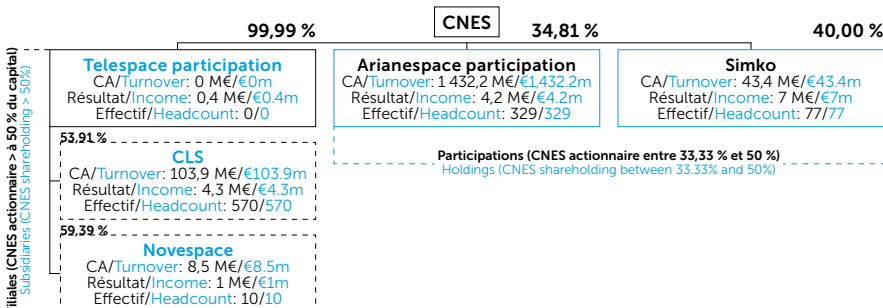 CNES
99,99 %
34,81 %
40,00 %
Telespace participation
CA/Turnover: 0 M€/€0m
Résultat/Income: 0,4 M€/€0.4m
Effectif/Headcount: 0/0
Arianespace participation
CA/Turnover: 1 432,2 M€/€1,432.2m
Résultat/Income: 4,2 M€/€4.2m
Effectif/Headcount: 329/329
Simko
CA/Turnover: 43,4 M€/€43.4m
Résultat/Income: 7 M€/€7m
Effectif/Headcount: 77/77
53,91 %
CLS
CA/Turnover: 103,9 M€/€103.9m
Résultat/Income: 4,3 M€/€4.3m
Effectif/Headcount: 570/570
Participations (CNES actionnaire entre 33,33 % et 50 %)
Holdings (CNES shareholding between 33.33% and 50%)
59,39 %
Novespace
CA/Turnover: 8,5 M€/€8.5m
Résultat/Income: 1 M€/€1m
Effectif/Headcount: 10/10
iliales (CNES actionnaire > à 50 % du capital)
Subsidiaries (CNES shareholding > 50%)